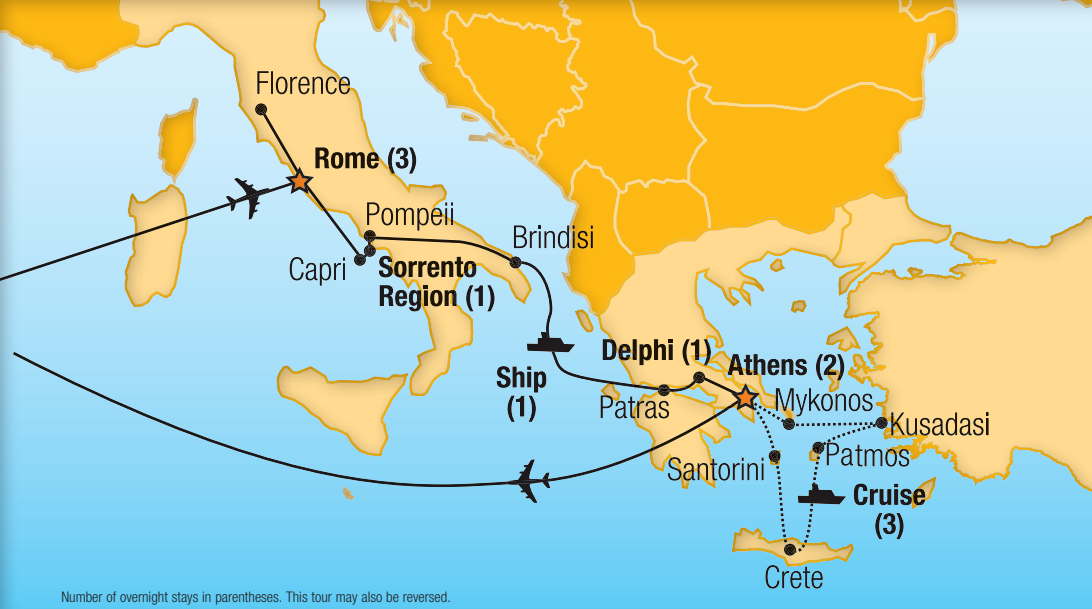 Florence
Rome (3)
Pompeii
Brindisi
Capri
Sorrento
Region (1)
Delphi (1)
Athens (2)
Ship
(1)
Patras
Mykonos
Kusadasi
Santorini
Patmos
Cruise
(3)
Crete
Number of overnight stays in parentheses. This tour may also be reversed.